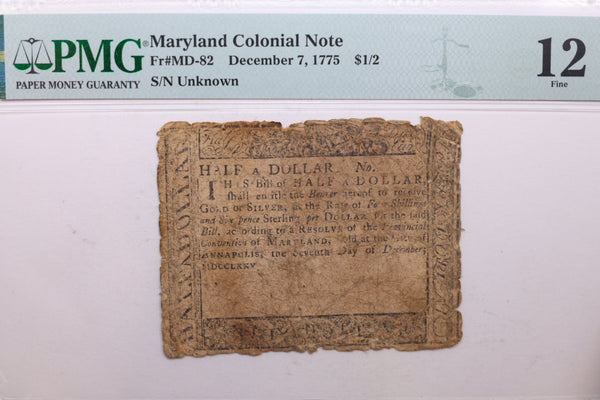 PMG® Maryland Colonial Note
Fr#MD-82 December 7, 1775 $1/2
PAPER MONEY GUARANTY S/N Unknown
12
Fine
HALF A DOLLAR. No.
THIS Bill of HALF A DOLLAR,
shall entitle the Bearer hereof to receive
GOLD or SILVER, at the Rate of Four Shillings
and Six pence Sterling per DOLLAR for the said
Bill, according to a RESOLVE of the Provincial
Convention of MARYLAND, held at the City of
ANNAPOLIS, the Seventh Day of December,
MDCCLXXV